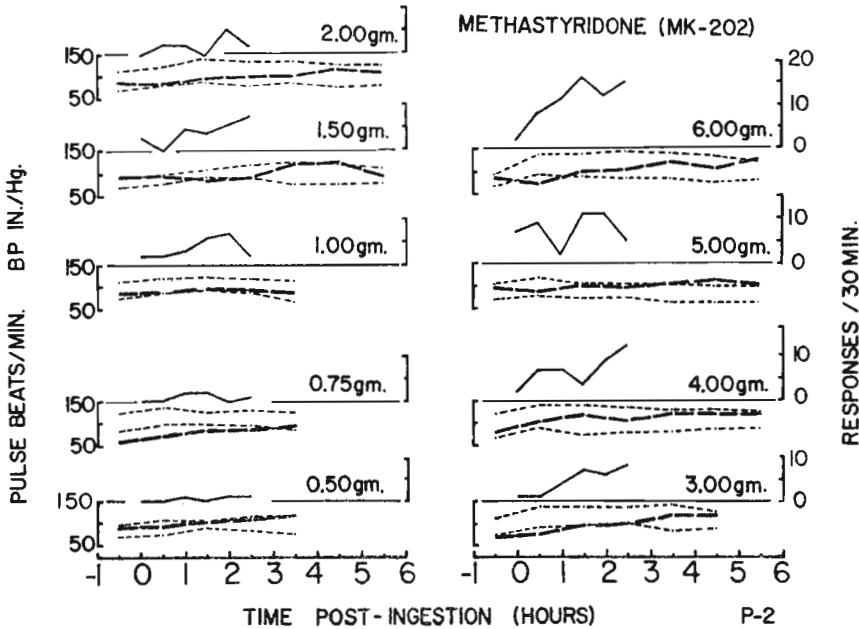 METHASTYRIDONE (MK-202)
PULSE BEATS/MIN. BP IN./Hg.
RESPONSES /30 MIN.
2.00gm.
150
50
1.50gm.
150
50
1.00gm.
150
50
0.75gm.
150
50
0.50gm.
150
50
-1 0 1 2 3 4 5 6
20
10
0
6.00gm.
10
0
5.00gm.
10
0
4.00gm.
10
0
3.00gm.
-1 0 1 2 3 4 5 6
TIME POST-INGESTION (HOURS)
P-2